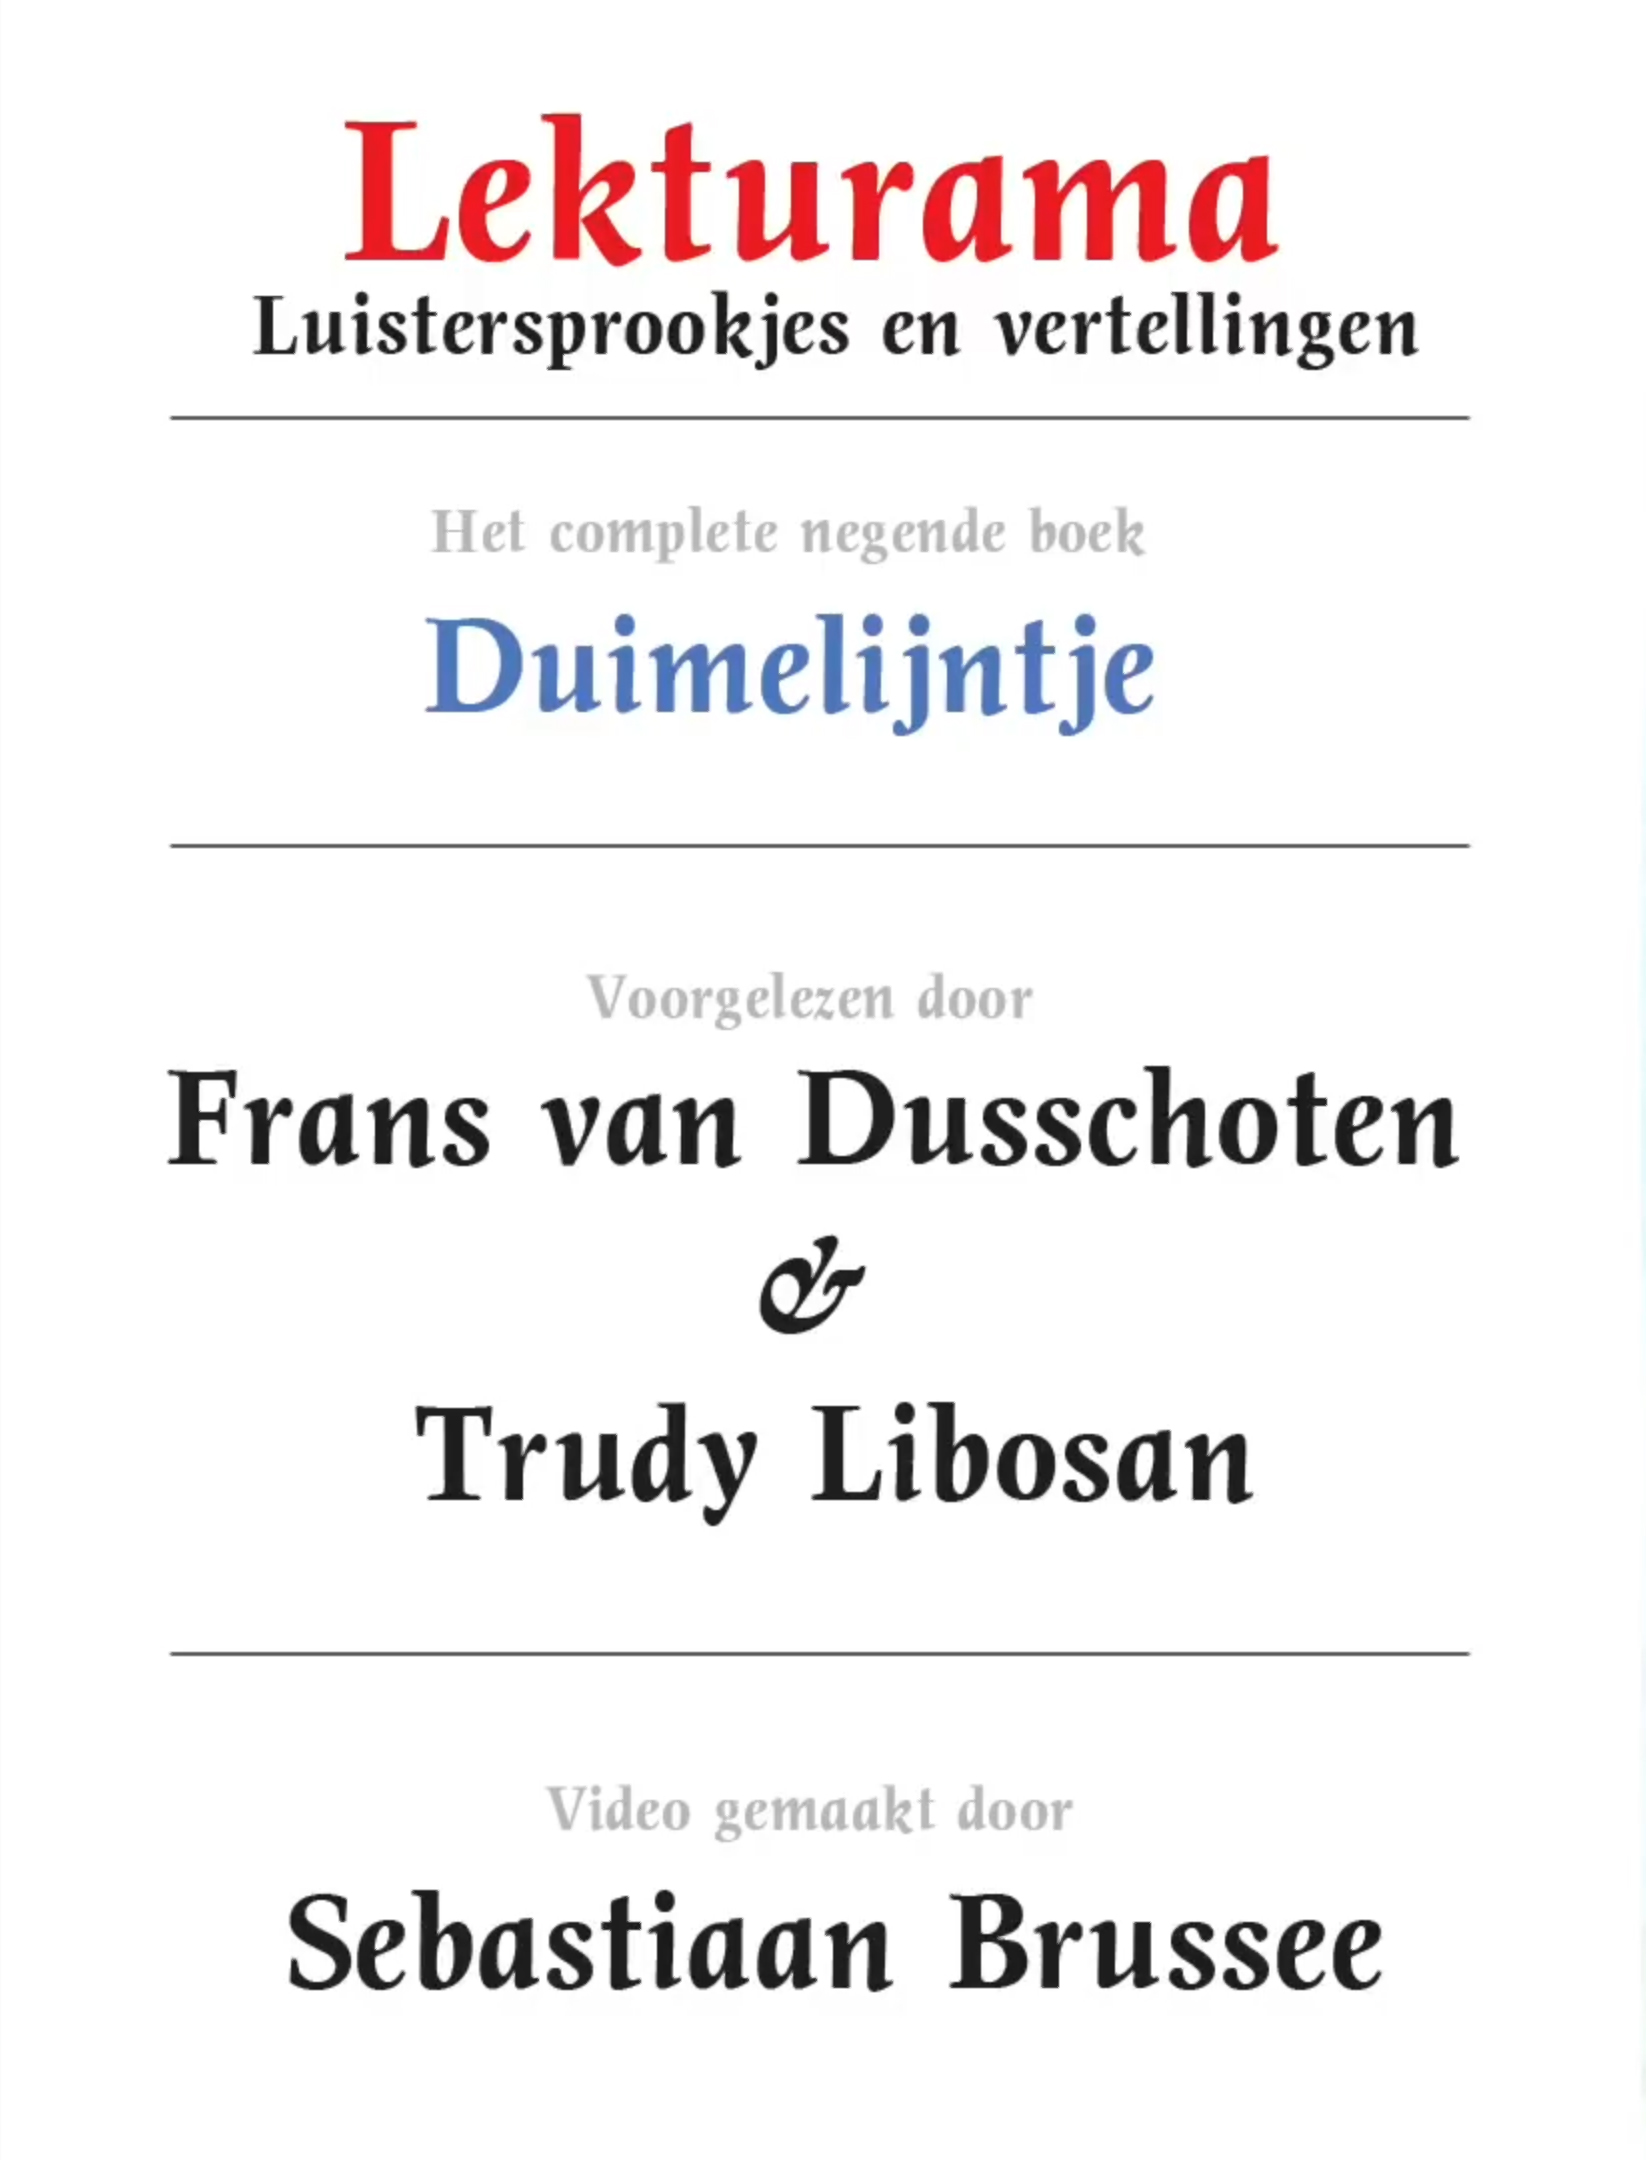 Lekturama
Luistersprookjes en vertellingen
Het complete negende boek
Duimelijntje
Voorgelezen door
Frans van Dusschoten
&
Trudy Libosan
Video gemaakt door
Sebastiaan Brussee